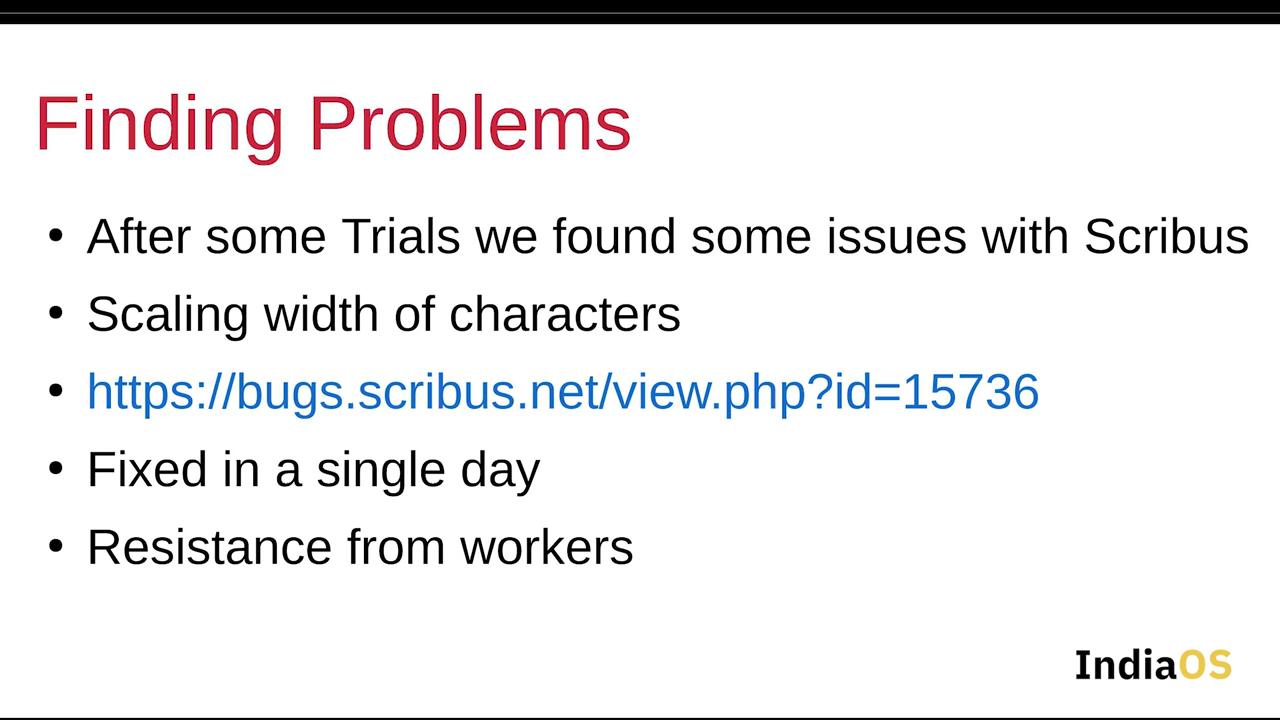 Finding Problems
• After some Trials we found some issues with Scribus
• Scaling width of characters
• https://bugs.scribus.net/view.php?id=15736
• Fixed in a single day
• Resistance from workers
IndiaOS